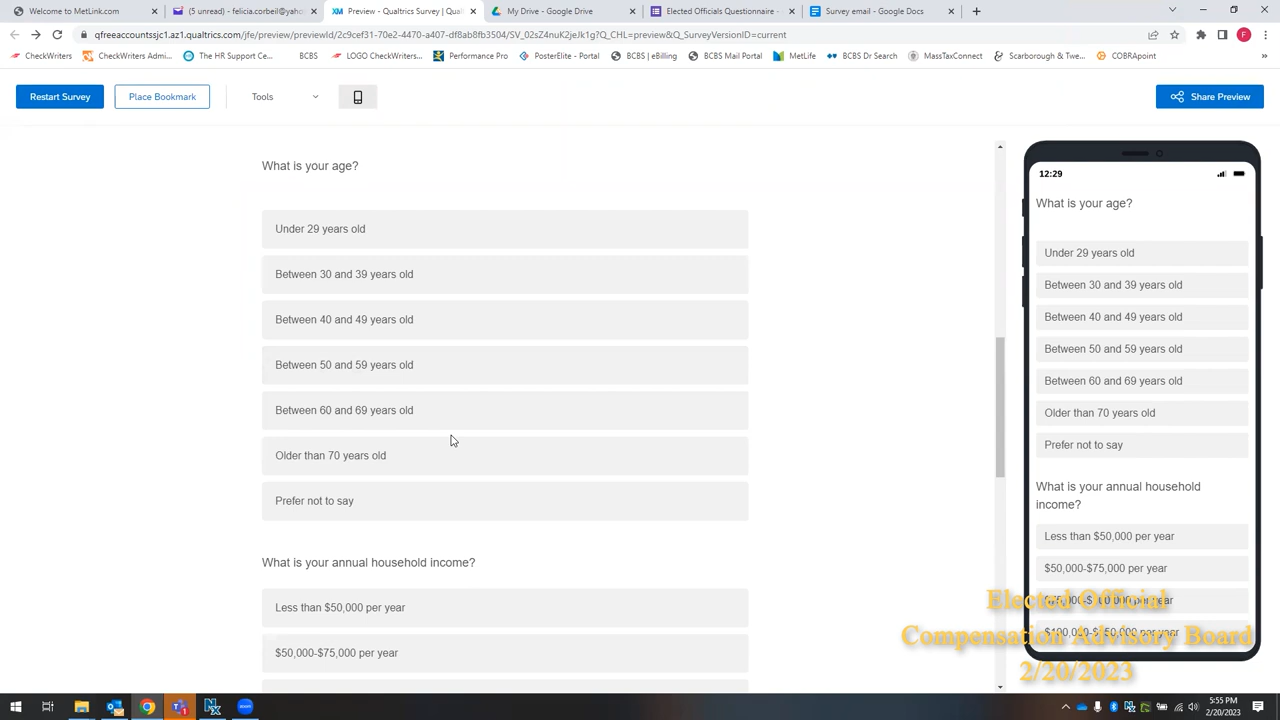 Welcome to MetLink.com
(5 unread) - felicia.corbeil@yaho
Preview - Qualtrics Survey | Qual
My Drive - Google Drive
Elected Officials Questionnaire -
Survey email - Google Docs
qfreeaccountssjc1.az1.qualtrics.com/jfe/preview/previewId/2c9cef31-70e2-4470-a407-df8ab8fb3504/SV_02sZ4nuK2jeJk1g?Q_CHL=preview&Q_SurveyVersionID=current
F
CheckWriters
CheckWriters Admi...
The HR Support Ce...
BCBS
LOGO CheckWriters...
Performance Pro
PosterElite - Portal
BCBS | eBilling
BCBS Mail Portal
MetLife
BCBS Dr Search
MassTaxConnect
Scarborough & Twe...
COBRApoint
Restart Survey
Place Bookmark
Tools
Share Preview
What is your age?
Under 29 years old
Between 30 and 39 years old
Between 40 and 49 years old
Between 50 and 59 years old
Between 60 and 69 years old
Older than 70 years old
Prefer not to say
What is your annual household income?
Less than $50,000 per year
$50,000-$75,000 per year
12:29
What is your age?
Under 29 years old
Between 30 and 39 years old
Between 40 and 49 years old
Between 50 and 59 years old
Between 60 and 69 years old
Older than 70 years old
Prefer not to say
What is your annual household
income?
Less than $50,000 per year
$50,000-$75,000 per year
Elected Official
Compensation Advisory Board
2/20/2023
5:55 PM
2/20/2023